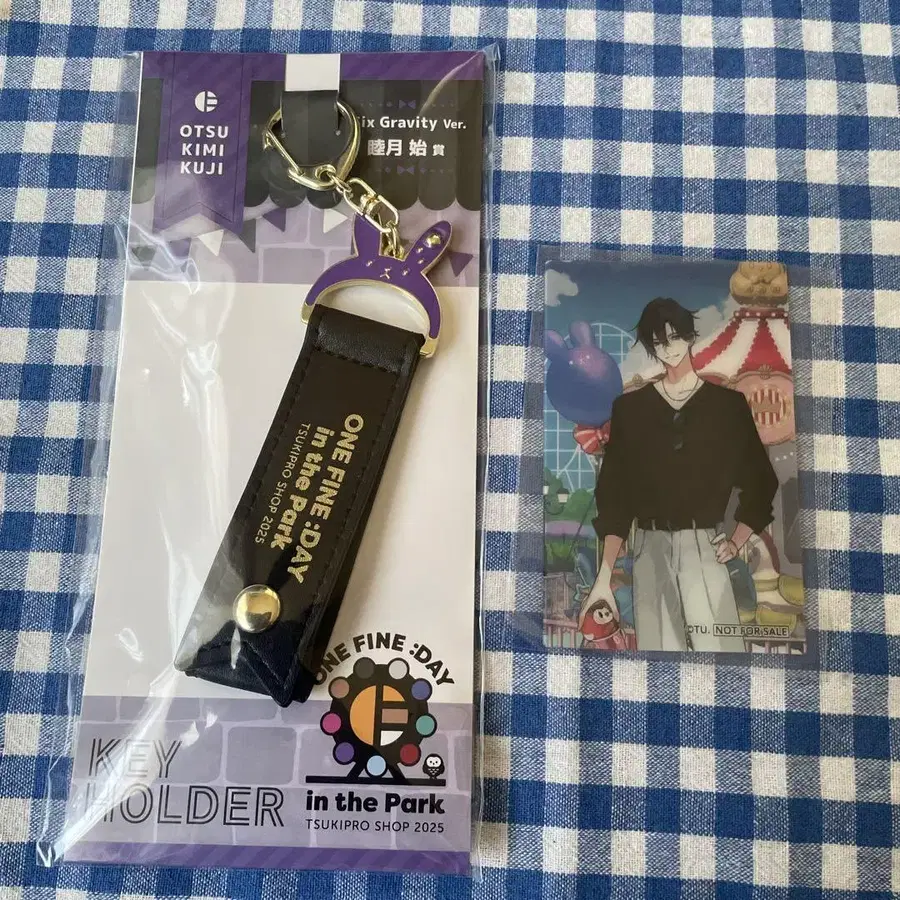 OTSU
KIMI
KUJI
Six Gravity Ver.
睦月 始 賞
ONE FINE :DAY
in the Park
TSUKIPRO SHOP 2025
ONE FINE :DAY
in the Park
TSUKIPRO SHOP 2025
KEY
HOLDER
OTU. NOT FOR SALE